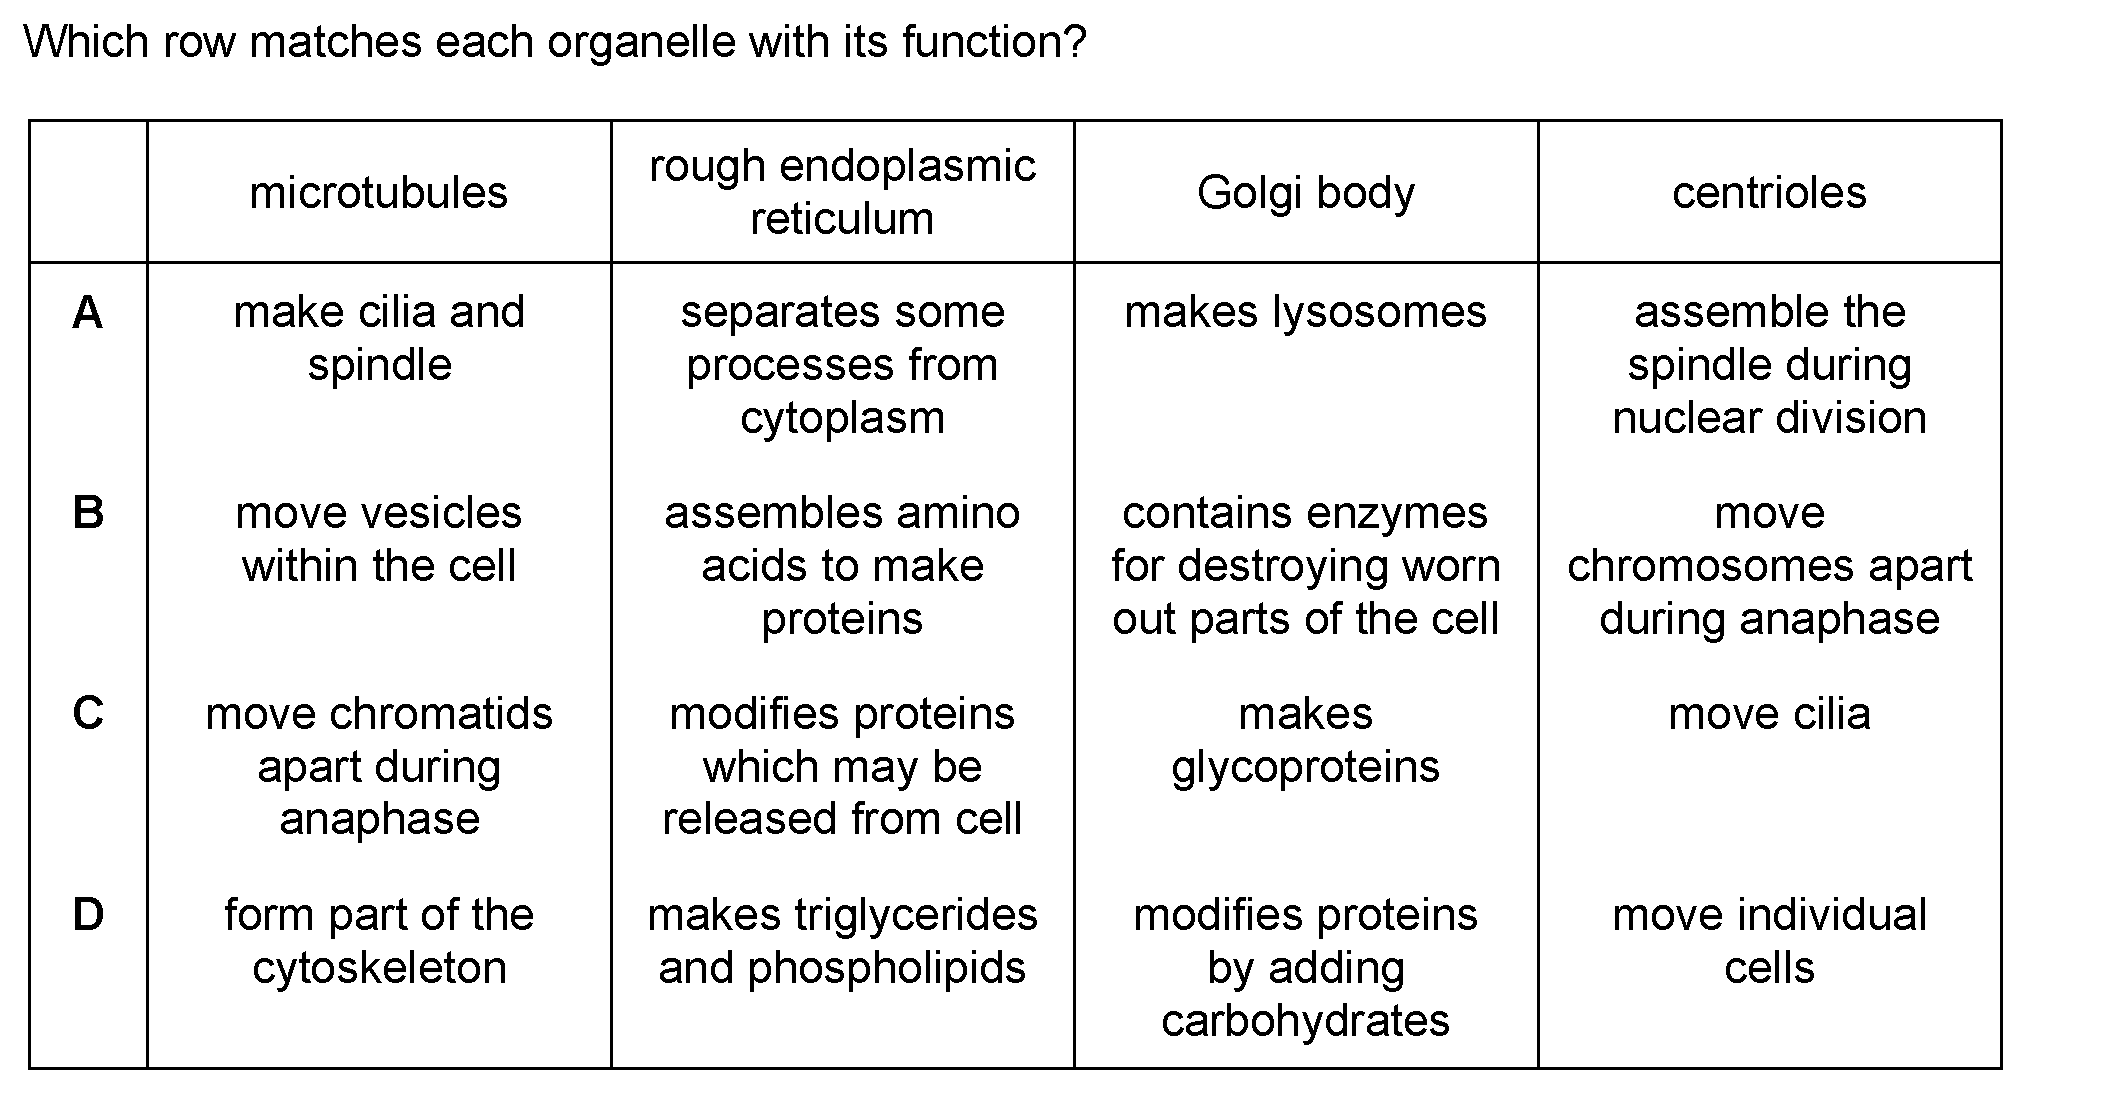 Which row matches each organelle with its function?
microtubules
rough endoplasmic
reticulum
Golgi body
centrioles
A
make cilia and
spindle
separates some
processes from
cytoplasm
makes lysosomes
assemble the
spindle during
nuclear division
B
move vesicles
within the cell
assembles amino
acids to make
proteins
contains enzymes
for destroying worn
out parts of the cell
move
chromosomes apart
during anaphase
C
move chromatids
apart during
anaphase
modifies proteins
which may be
released from cell
makes
glycoproteins
move cilia
D
form part of the
cytoskeleton
makes triglycerides
and phospholipids
modifies proteins
by adding
carbohydrates
move individual
cells